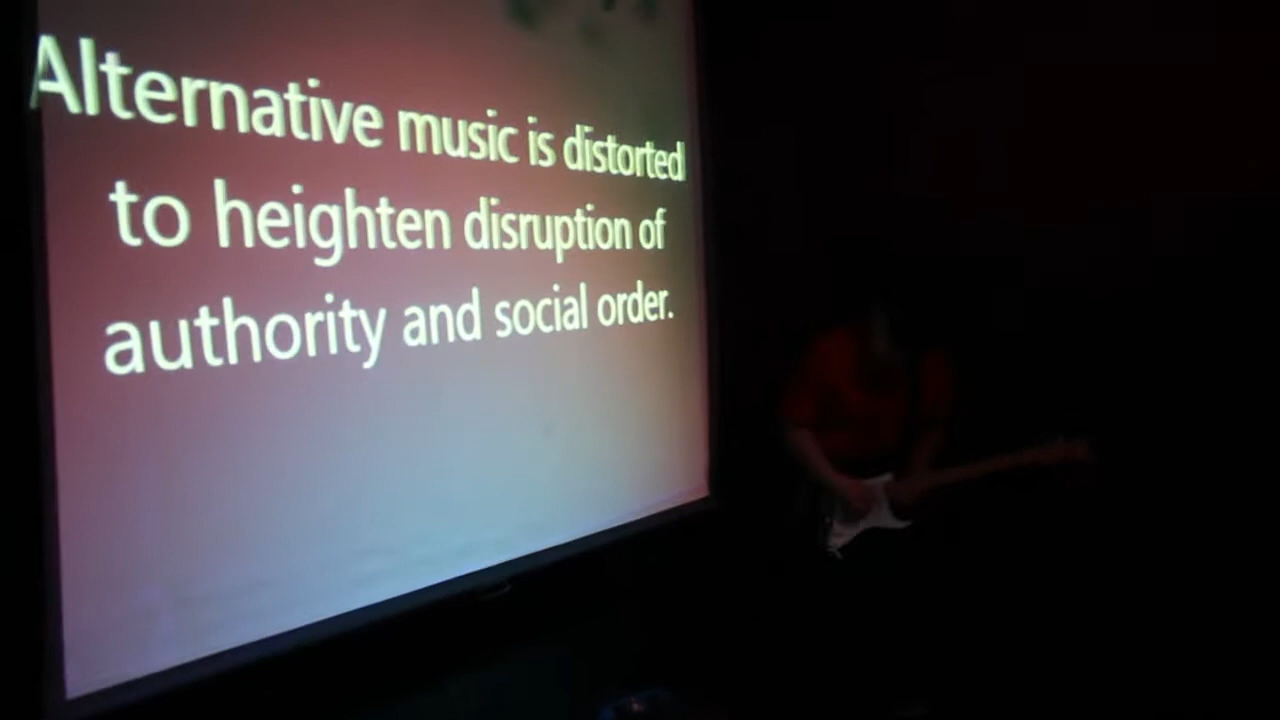 Alternative music is distorted
to heighten disruption of
authority and social order.